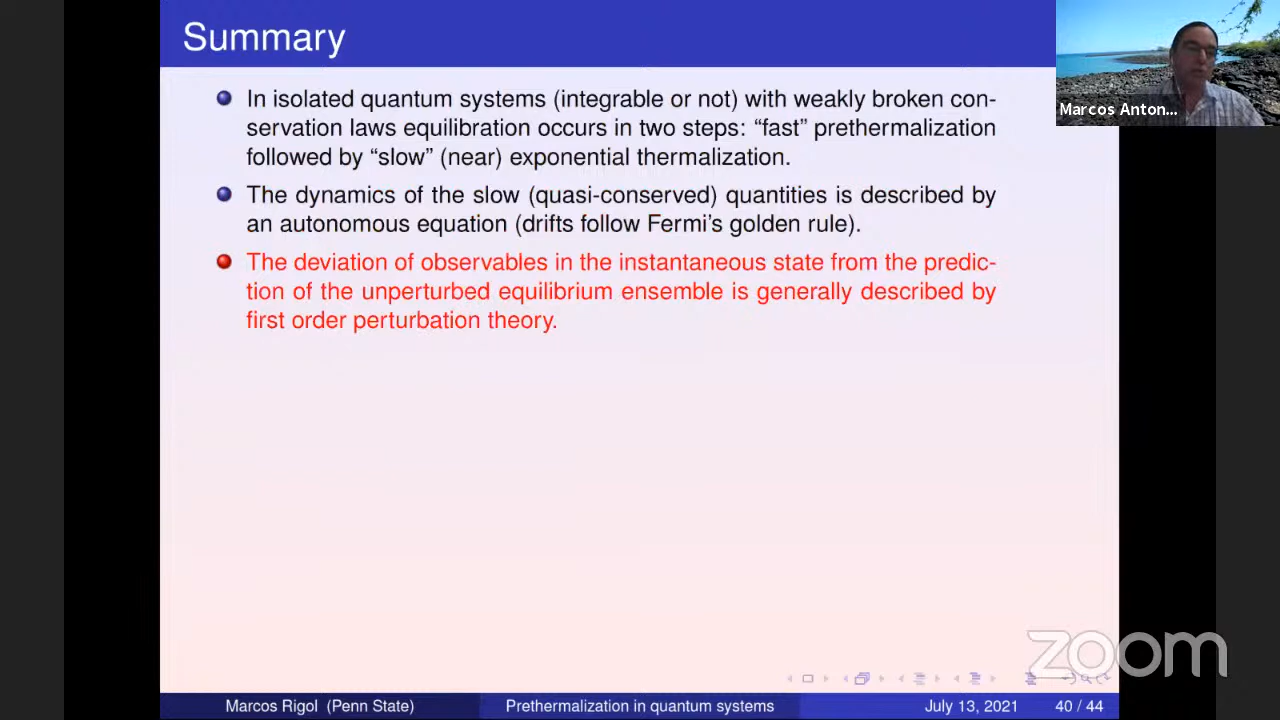 Summary
In isolated quantum systems (integrable or not) with weakly broken con-
servation laws equilibration occurs in two steps: “fast” prethermalization
followed by “slow” (near) exponential thermalization.
The dynamics of the slow (quasi-conserved) quantities is described by
an autonomous equation (drifts follow Fermi’s golden rule).
The deviation of observables in the instantaneous state from the predic-
tion of the unperturbed equilibrium ensemble is generally described by
first order perturbation theory.
Marcos Anton...
zoom
Marcos Rigol (Penn State) Prethermalization in quantum systems July 13, 2021 40 / 44